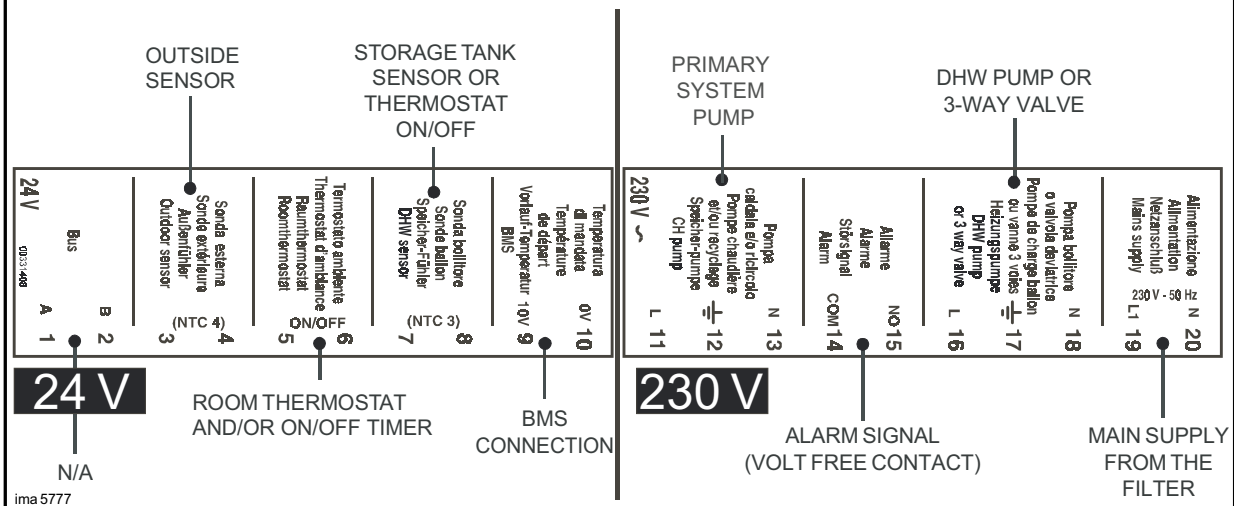 OUTSIDE
SENSOR
STORAGE TANK
SENSOR OR
THERMOSTAT
ON/OFF
PRIMARY
SYSTEM
PUMP
DHW PUMP OR
3-WAY VALVE
24V
00331408
Bus
A 1
B 2
Sonda esterna
Sonde extérieure
Außenfühler
Outdoor sensor
(NTC 4)
3
4
Termostato ambiente
Thermostat d'ambiance
Raumthermostat
Roomthermostat
ON/OFF
5
6
Sonda bollitore
Sonde ballon
Speicher-Fühler
DHW sensor
(NTC 3)
7
8
Temperatura
di mandata
Température
de départ
Vorlauf-Temperatur
BMS
10V 9
0V 10
230V ~
Pompa
caldaia e/o ricircolo
Pompe chaudière
et/ou recyclage
Speicher-pumpe
CH pump
L 11
12
N 13
Allarme
Alarme
Störsignal
Alarm
COM 14
NO 15
Pompa bollitore
o valvola deviatrice
Pompe de charge ballon
ou vanne 3 voies
Heizungspumpe
DHW pump
or 3 way valve
L 16
17
N 18
Alimentazione
Alimentation
Netzanschluß
Mains supply
230 V - 50 Hz
L1 19
N 20
24 V
230 V
N/A
ROOM THERMOSTAT
AND/OR ON/OFF TIMER
BMS
CONNECTION
ALARM SIGNAL
(VOLT FREE CONTACT)
MAIN SUPPLY
FROM THE
FILTER
ima 5777